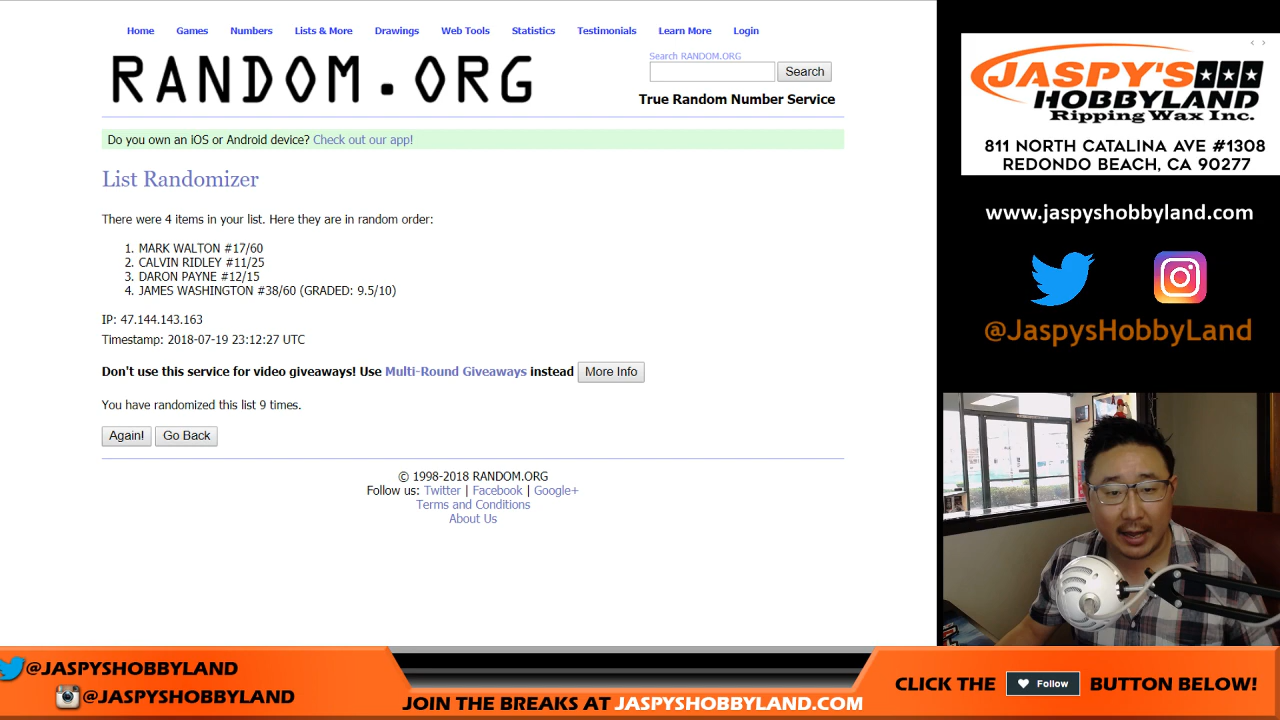 Home Games Numbers Lists & More Drawings Web Tools Statistics Testimonials Learn More Login
RANDOM.ORG
Search RANDOM.ORG
Search
True Random Number Service
Do you own an iOS or Android device? Check out our app!
List Randomizer
There were 4 items in your list. Here they are in random order:
1. MARK WALTON #17/60
2. CALVIN RIDLEY #11/25
3. DARON PAYNE #12/15
4. JAMES WASHINGTON #38/60 (GRADED: 9.5/10)
IP: 47.144.143.163
Timestamp: 2018-07-19 23:12:27 UTC
Don't use this service for video giveaways! Use Multi-Round Giveaways instead More Info
You have randomized this list 9 times.
Again! Go Back
© 1998-2018 RANDOM.ORG
Follow us: Twitter | Facebook | Google+
Terms and Conditions
About Us
JASPY'S
HOBBYLAND
Ripping Wax Inc.
811 NORTH CATALINA AVE #1308
REDONDO BEACH, CA 90277
www.jaspyshobbyland.com
@JaspysHobbyLand
@JASPYSHOBBYLAND
@JASPYSHOBBYLAND
JOIN THE BREAKS AT JASPYSHOBBYLAND.COM
CLICK THE Follow BUTTON BELOW!